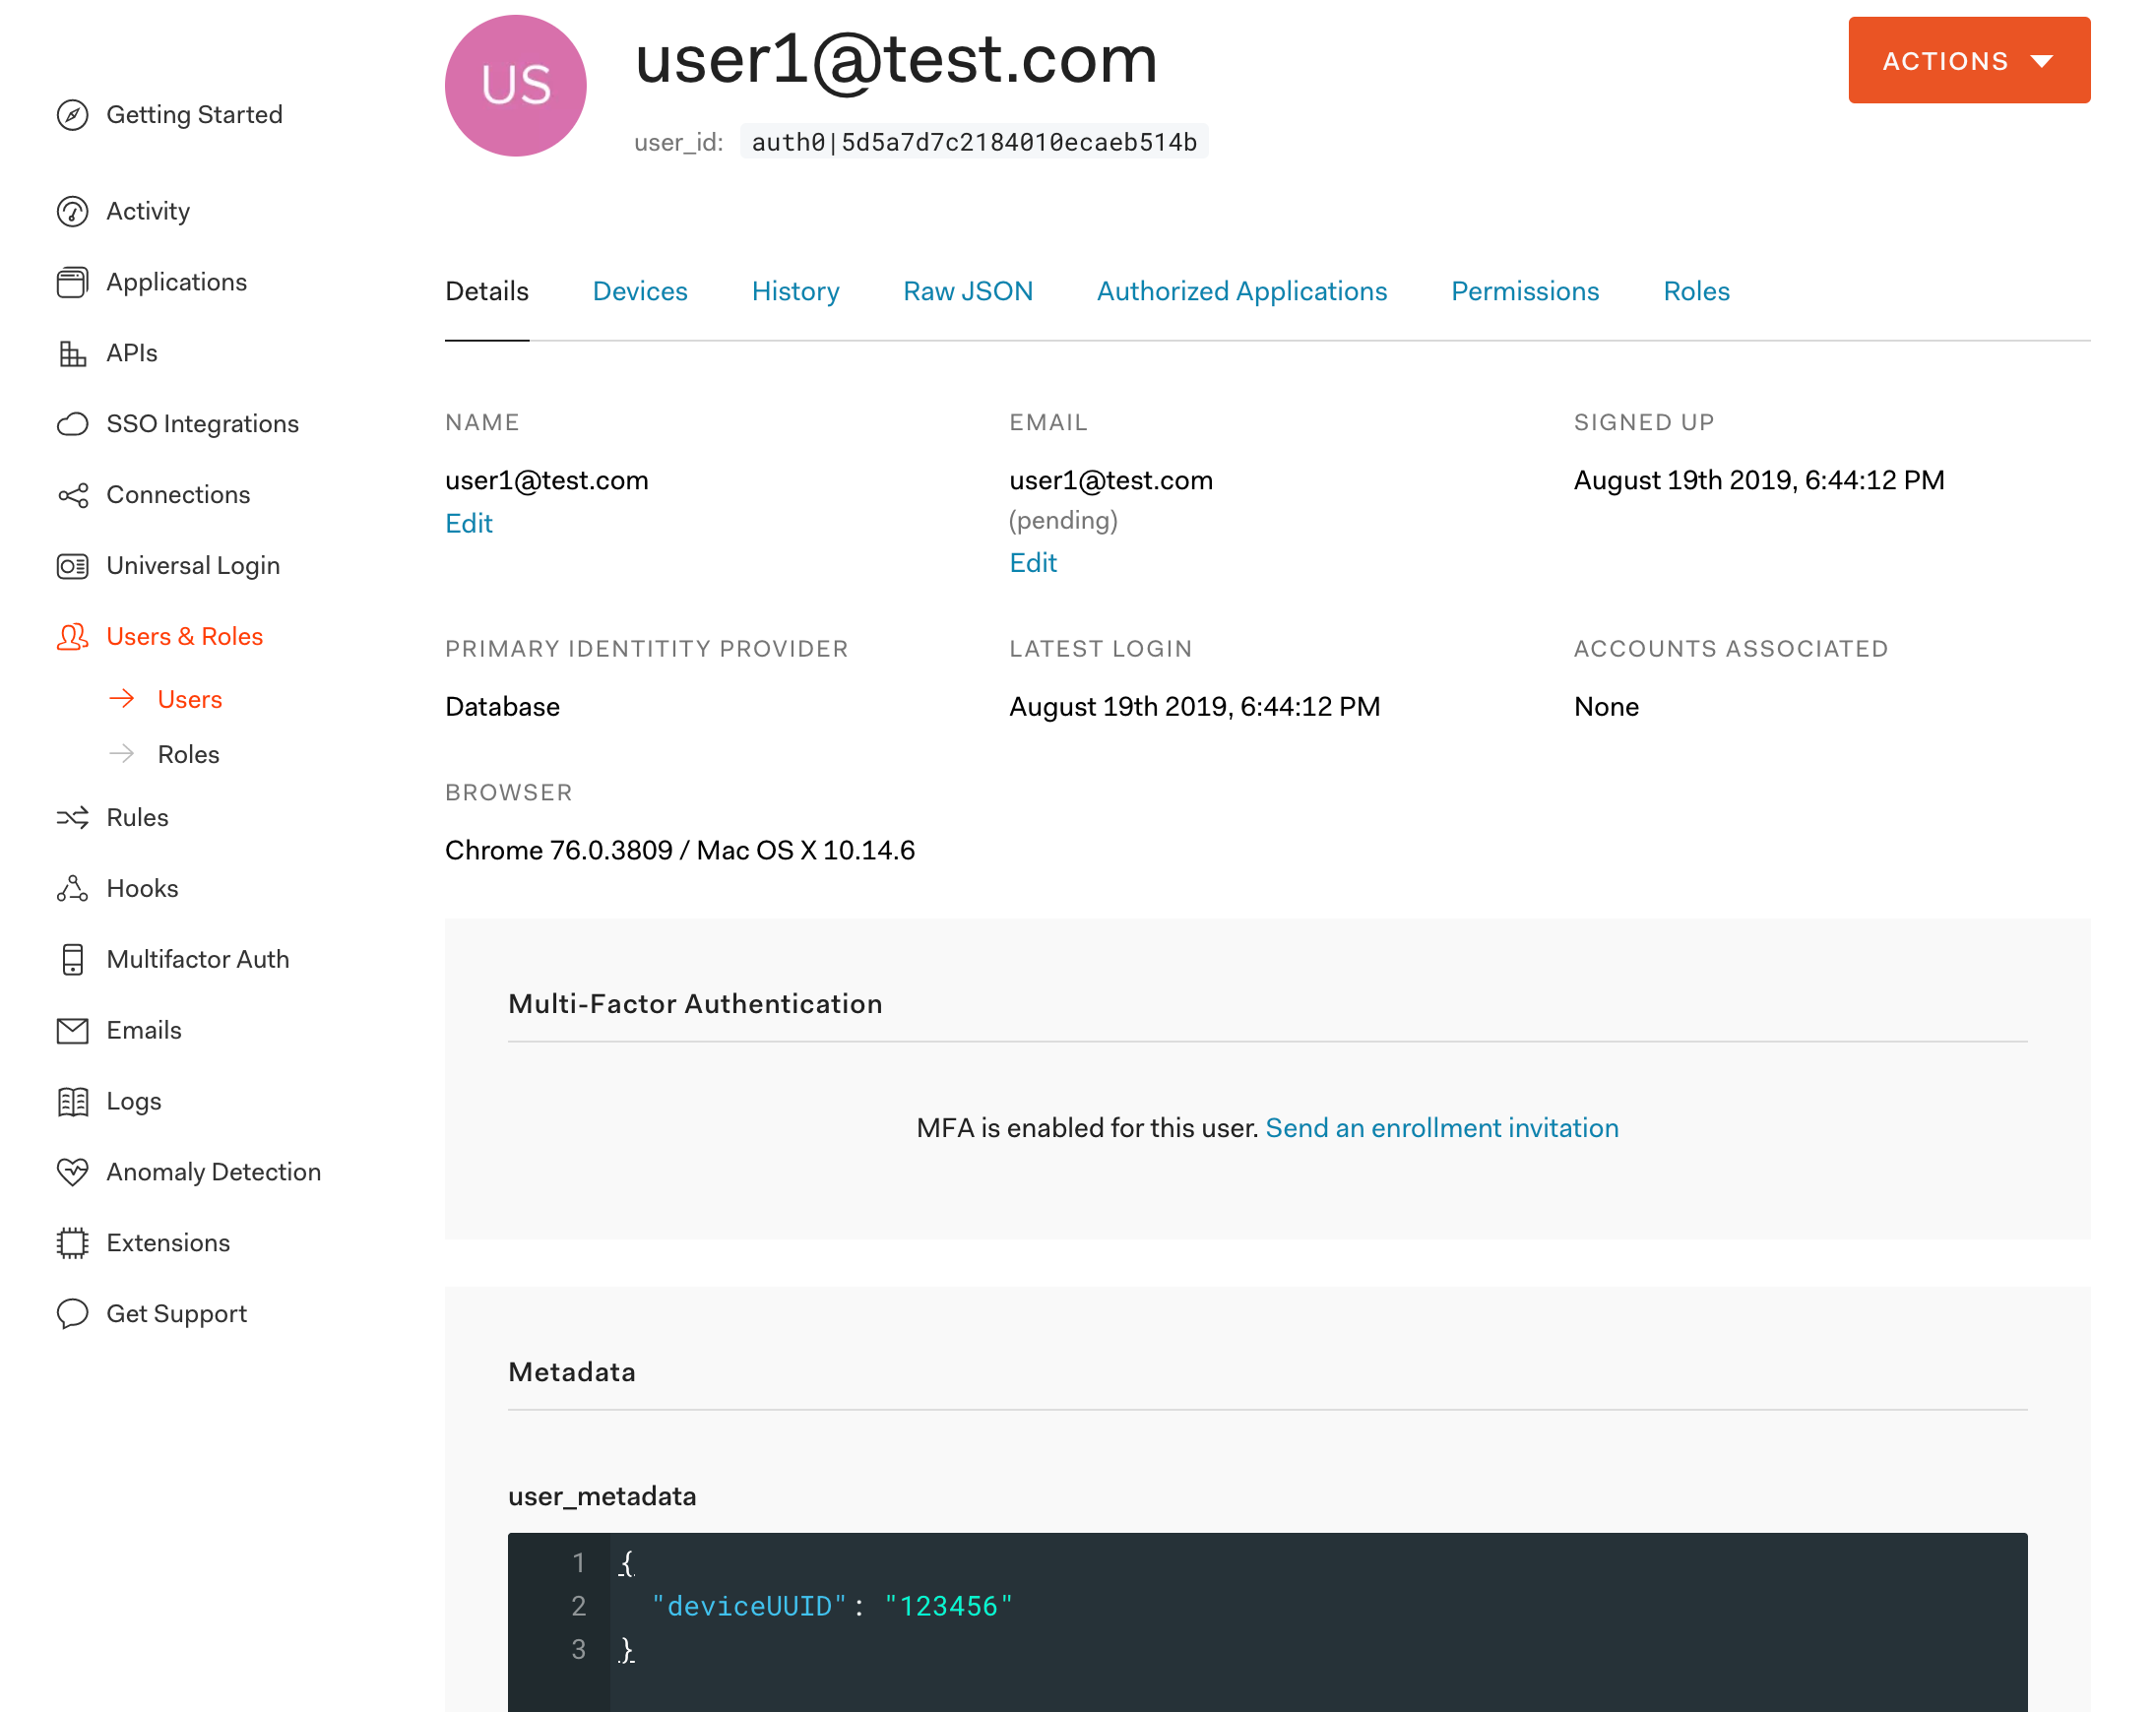 Getting Started
Activity
Applications
APIs
SSO Integrations
Connections
Universal Login
Users & Roles
Users
Roles
Rules
Hooks
Multifactor Auth
Emails
Logs
Anomaly Detection
Extensions
Get Support
US
user1@test.com
user_id: auth0|5d5a7d7c2184010ecaeb514b
ACTIONS
Details Devices History Raw JSON Authorized Applications Permissions Roles
NAME EMAIL SIGNED UP
user1@test.com user1@test.com August 19th 2019, 6:44:12 PM
(pending)
Edit Edit
PRIMARY IDENTITITY PROVIDER LATEST LOGIN ACCOUNTS ASSOCIATED
Database August 19th 2019, 6:44:12 PM None
BROWSER
Chrome 76.0.3809 / Mac OS X 10.14.6
Multi-Factor Authentication
MFA is enabled for this user. Send an enrollment invitation
Metadata
user_metadata
1 {
2 "deviceUUID": "123456"
3 }